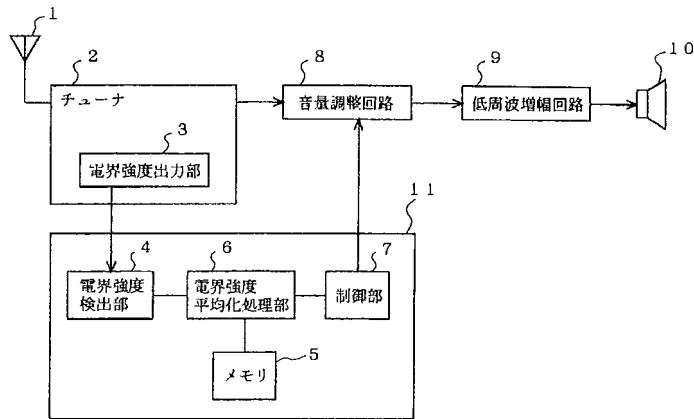 1
2
8
9
10
チューナ
音量調整回路
低周波増幅回路
3
電界強度出力部
11
4
6
7
電界強度
検出部
電界強度
平均化処理部
制御部
5
メモリ